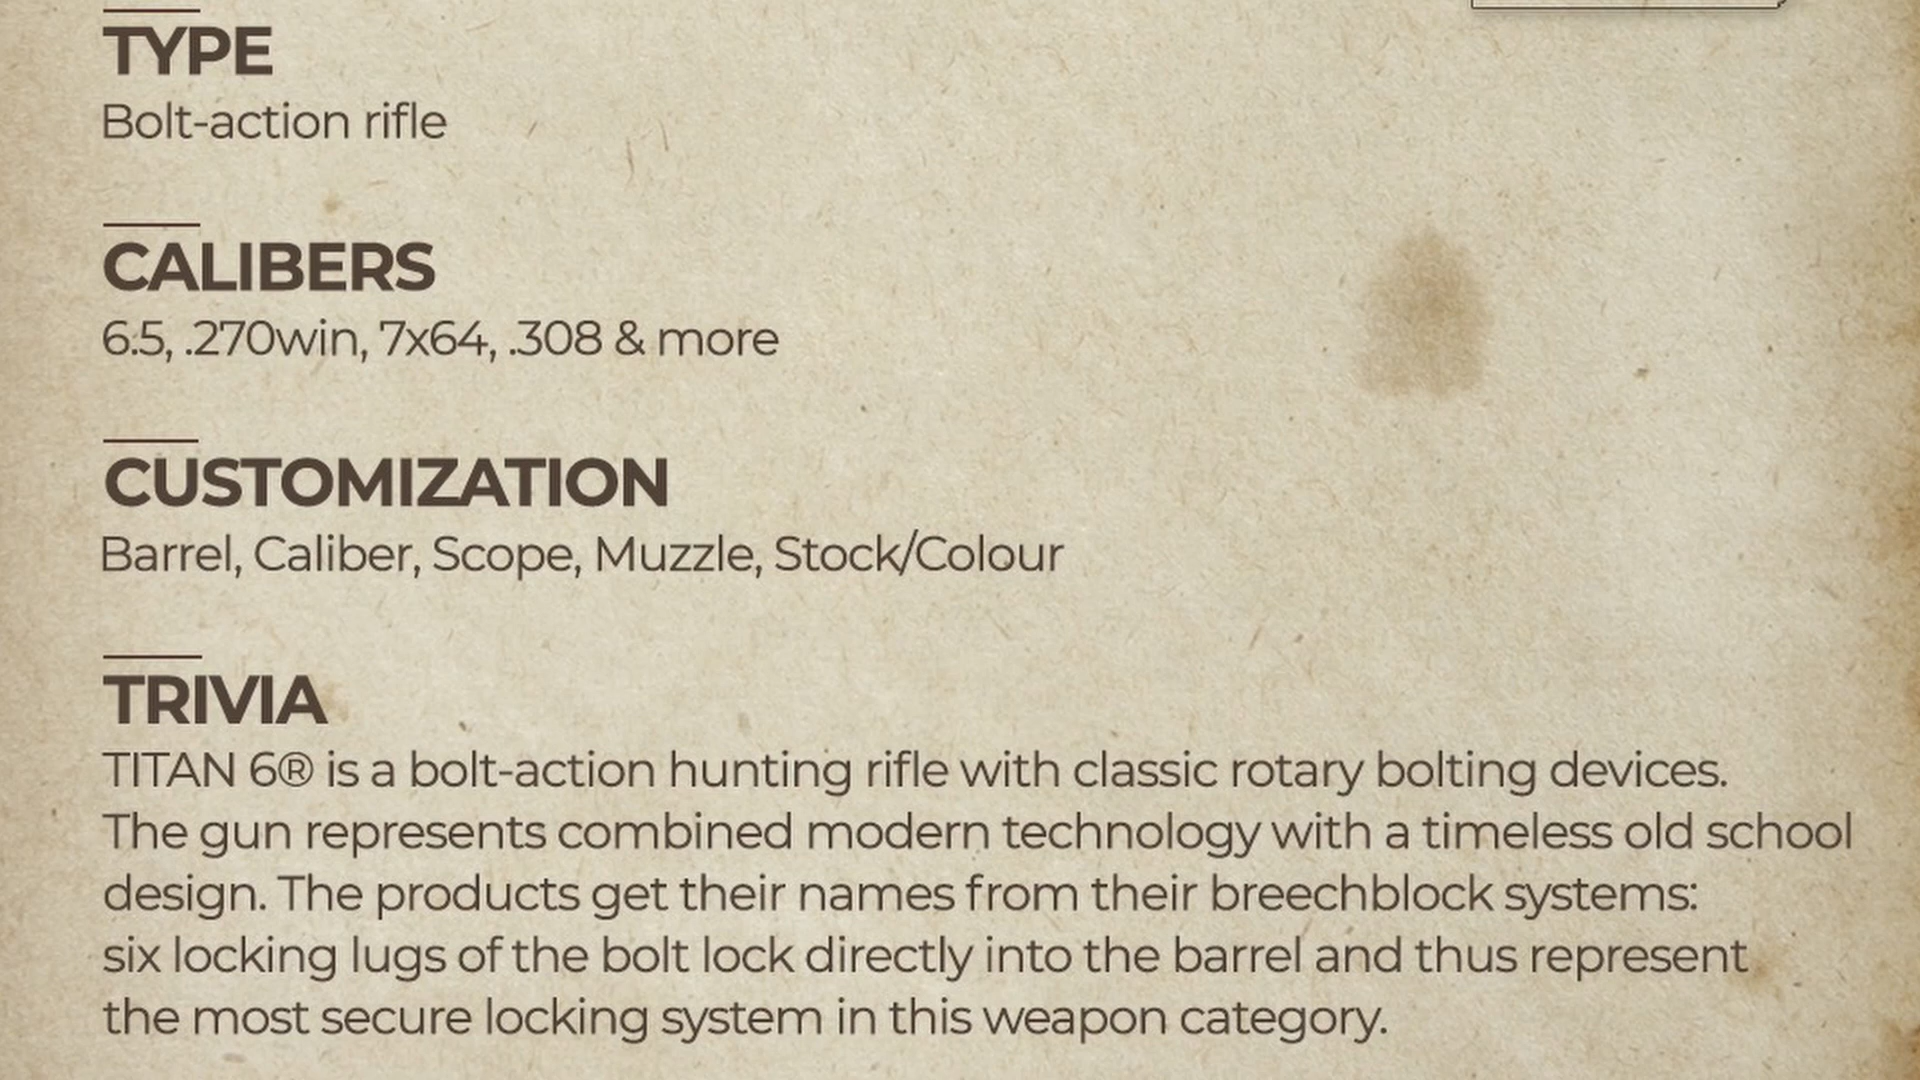 TYPE
Bolt-action rifle
CALIBERS
6.5, .270win, 7x64, .308 & more
CUSTOMIZATION
Barrel, Caliber, Scope, Muzzle, Stock/Colour
TRIVIA
TITAN 6® is a bolt-action hunting rifle with classic rotary bolting devices.
The gun represents combined modern technology with a timeless old school
design. The products get their names from their breechblock systems:
six locking lugs of the bolt lock directly into the barrel and thus represent
the most secure locking system in this weapon category.